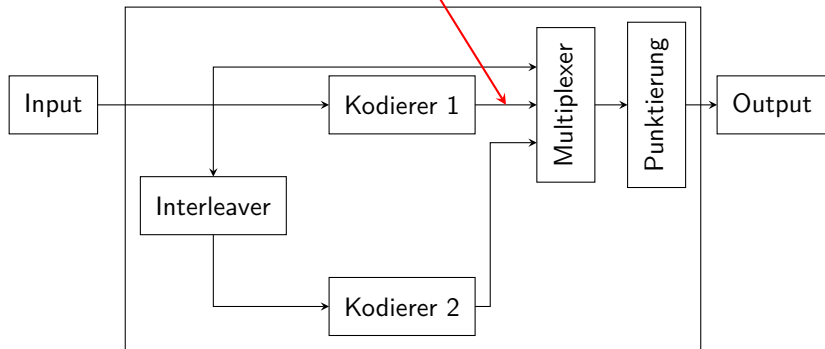 Input
Kodierer 1
Multiplexer
Punktierung
Output
Interleaver
Kodierer 2